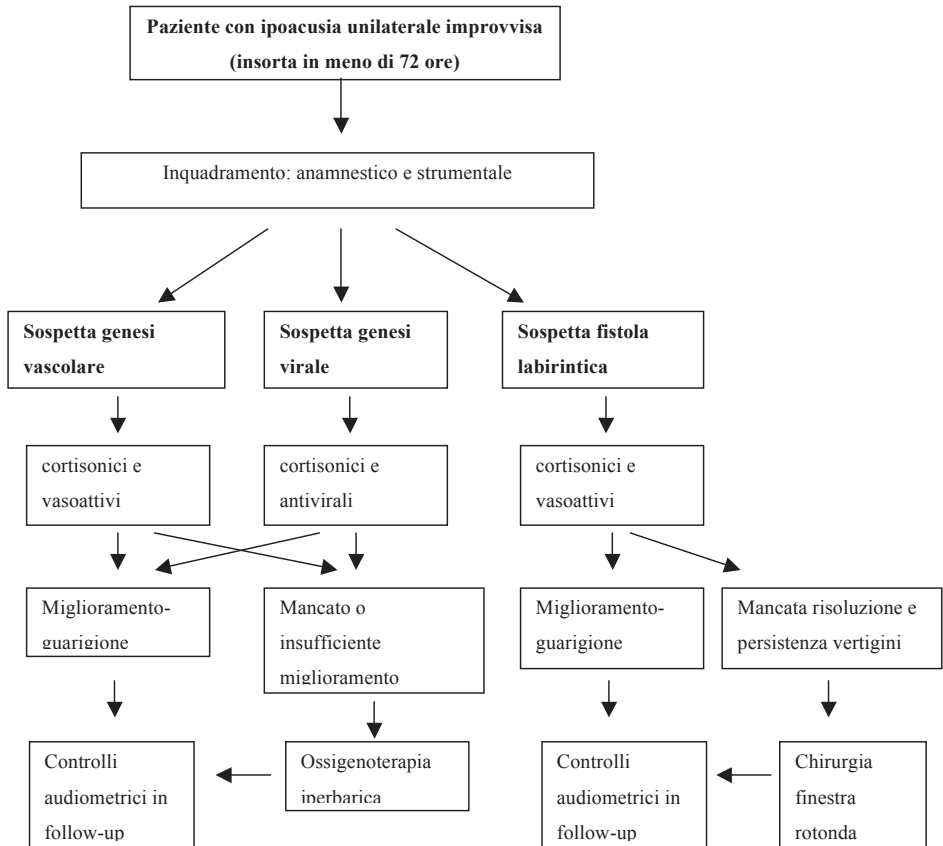 Paziente con ipoacusia unilaterale improvvisa
(insorta in meno di 72 ore)
Inquadramento: anamnestico e strumentale
Sospetta genesi
vascolare
Sospetta genesi
virale
Sospetta fistola
labirintica
cortisonici e
vasoattivi
cortisonici e
antivirali
cortisonici e
vasoattivi
Miglioramento-
guarigione
Mancato o
insufficiente
miglioramento
Miglioramento-
guarigione
Mancata risoluzione e
persistenza vertigini
Controlli
audiometrici in
follow-up
Ossigenoterapia
iperbarica
Controlli
audiometrici in
follow-up
Chirurgia
finestra
rotonda